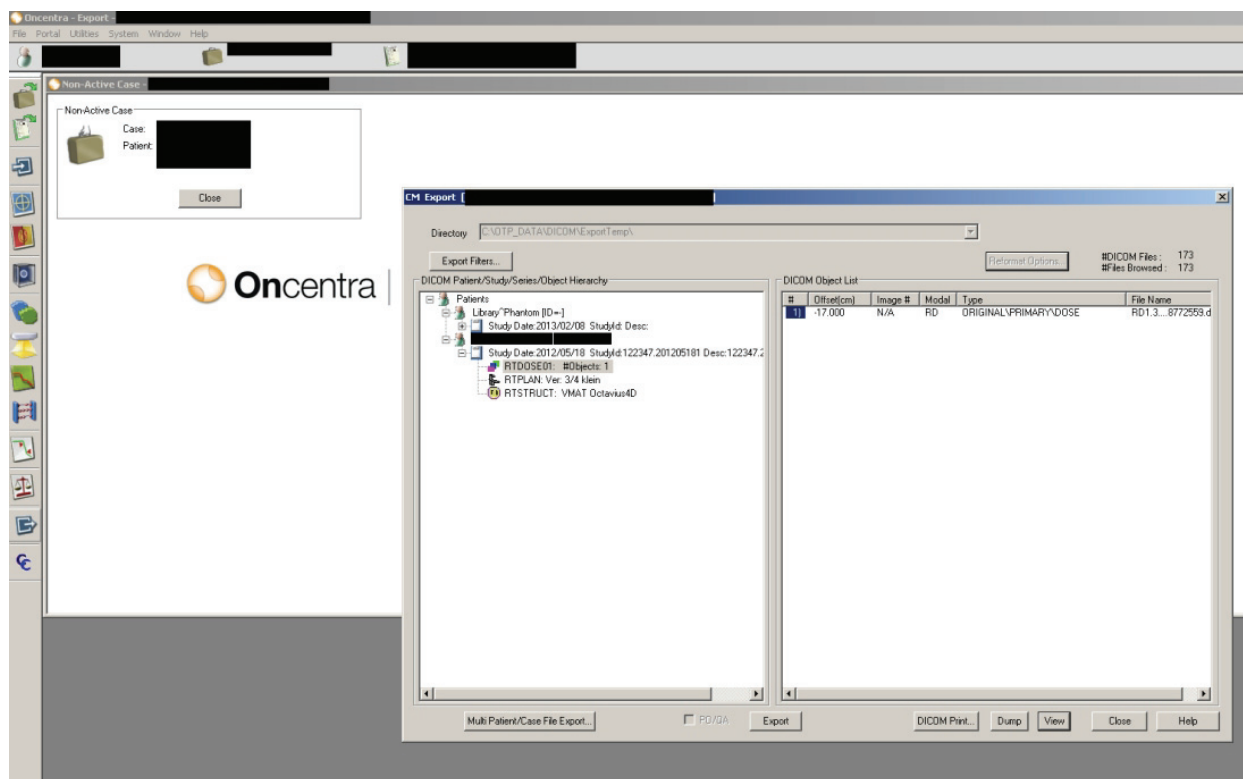 Oncentra - Export -
File Portal Utilities System Window Help
Non-Active Case -
Non-Active Case
Case:
Patient:
Close
Oncentra
CM Export [
Directory C:\OTP_DATA\DICOM\ExportTemp\
Export Filters...
Reformat Options...
#DICOM Files : 173
#Files Browsed : 173
DICOM Patient/Study/Series/Object Hierarchy
Patients
Library^Phantom [ID=-]
Study Date:2013/02/08 StudyId: Desc:
Study Date:2012/05/18 StudyId:122347.201205181 Desc:122347.2
RTDOSE01: #Objects: 1
RTPLAN: Ver. 3/4 klein
RTSTRUCT: VMAT Octavius4D
DICOM Object List
# Offset(cm) Image # Modal Type File Name
1) -17.000 N/A RD ORIGINAL\PRIMARY\DOSE RD1.3....8772559.d
Multi Patient/Case File Export... Export DICOM Print... Dump View Close Help